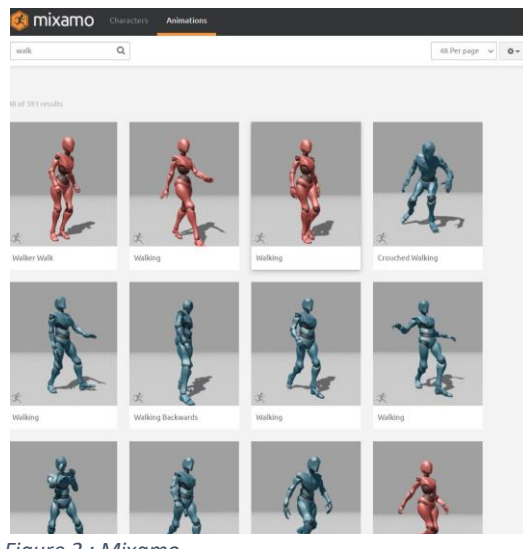 mixamo Characters Animations
walk 48 Per page
of 391 results
Walker Walk Walking Walking Crouched Walking
Walking Walking Backwards Walking Walking
Figure 2 : Mixamo